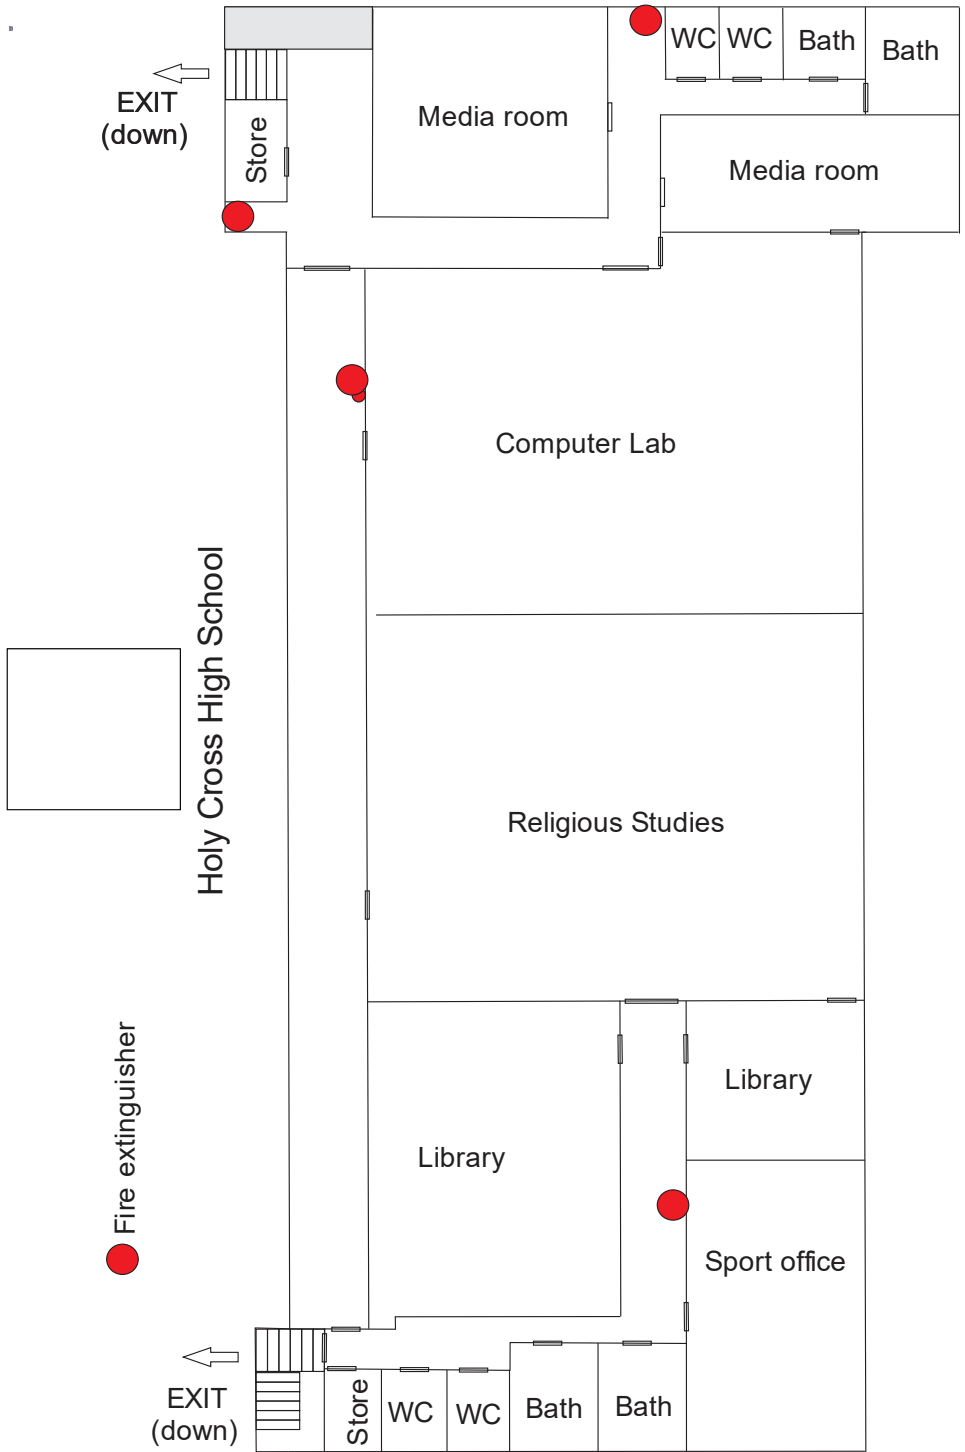 WC
WC
Bath
Bath
EXIT
(down)
Media room
Store
Media room
Computer Lab
Holy Cross High School
Religious Studies
Fire extinguisher
Library
Library
Sport office
EXIT
(down)
Store
WC
WC
Bath
Bath